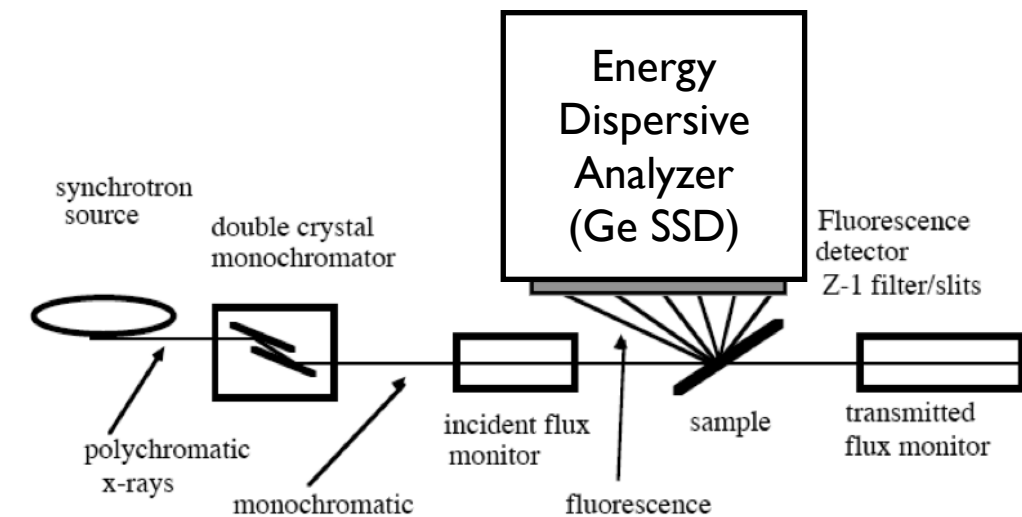 Energy
Dispersive
Analyzer
(Ge SSD)
synchrotron
source
double crystal
monochromator
Fluorescence
detector
Z-1 filter/slits
polychromatic
x-rays
monochromatic
incident flux
monitor
fluorescence
sample
transmitted
flux monitor